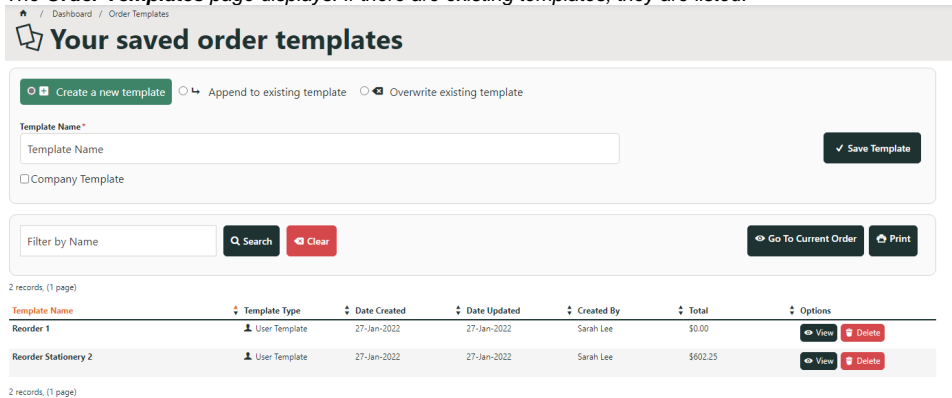 The Order Templates page displays. If there are existing templates, they are listed.
/ Dashboard / Order Templates
Your saved order templates
Create a new template Append to existing template Overwrite existing template
Template Name*
Template Name
Save Template
Company Template
Filter by Name Search Clear Go To Current Order Print
2 records, (1 page)
Template Name Template Type Date Created Date Updated Created By Total Options
Reorder 1 User Template 27-Jan-2022 27-Jan-2022 Sarah Lee $0.00 View Delete
Reorder Stationery 2 User Template 27-Jan-2022 27-Jan-2022 Sarah Lee $602.25 View Delete
2 records, (1 page)